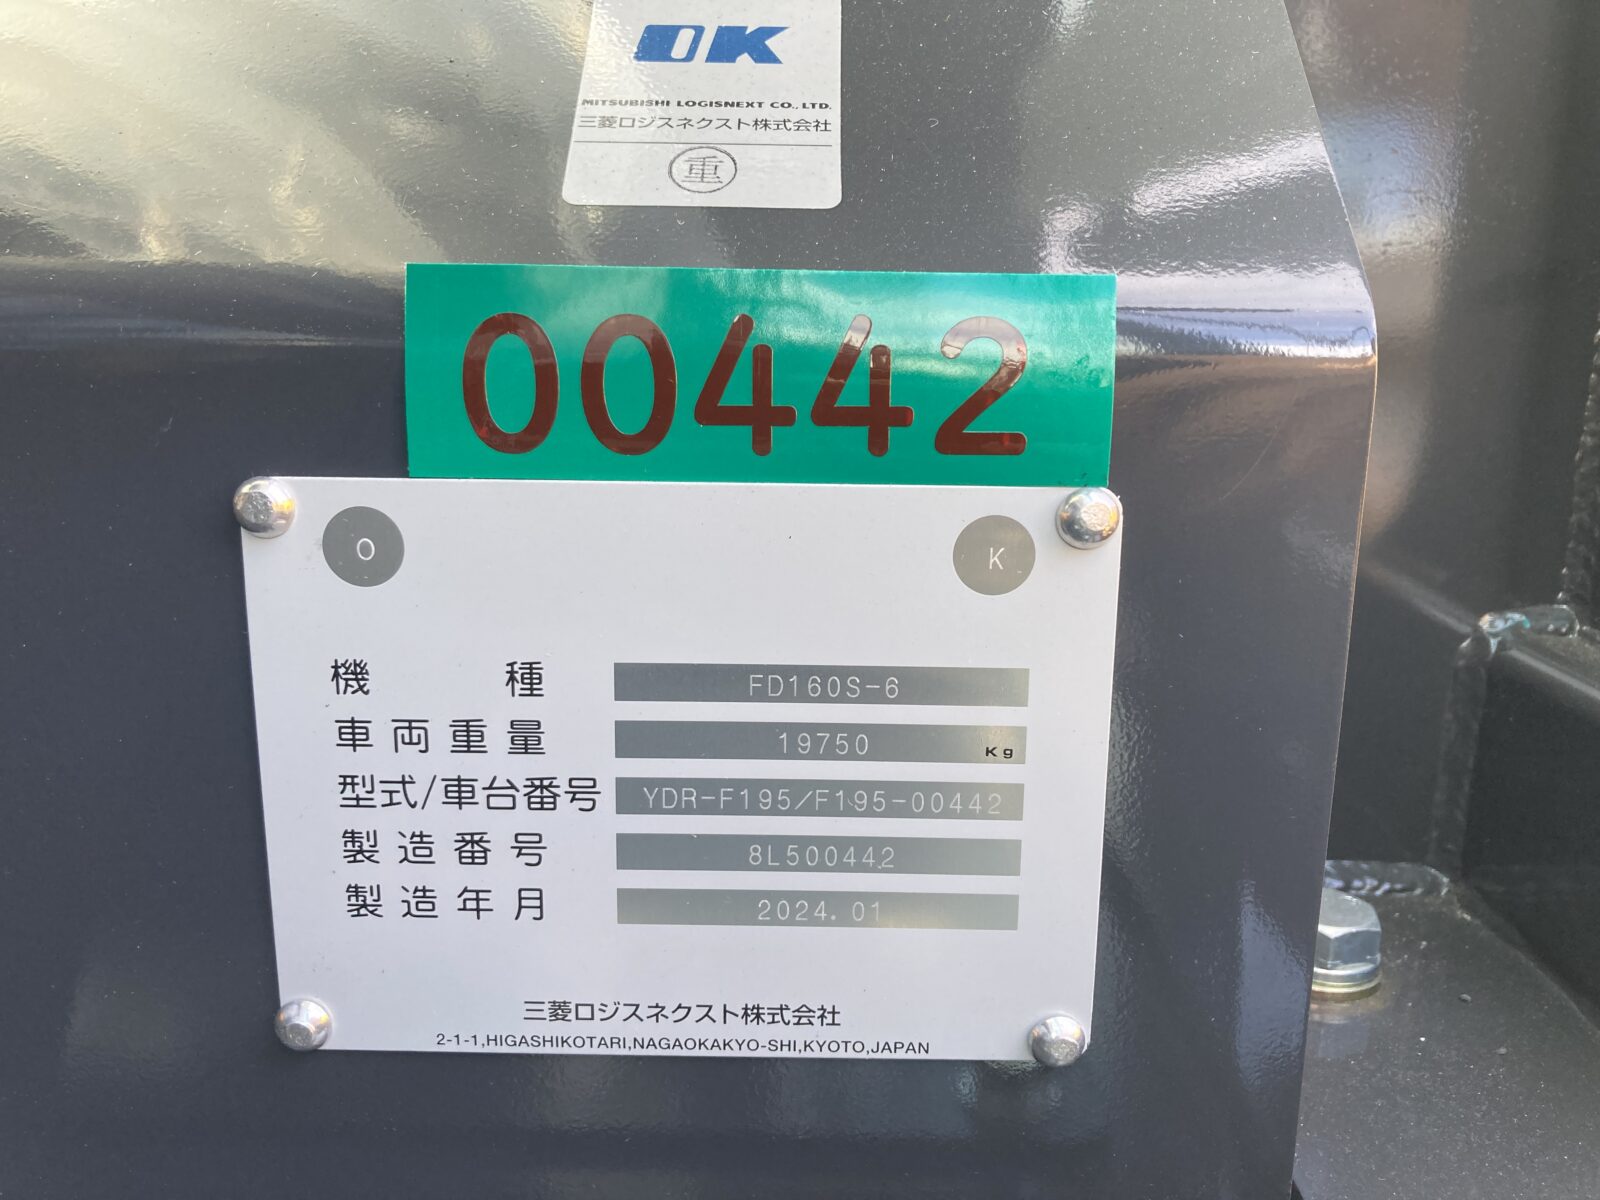 OK
MITSUBISHI LOGISNEXT CO., LTD.
三菱ロジスネクスト株式会社
重
00442
O K
機種 FD160S-6
車両重量 19750 Kg
型式/車台番号 YDR-F195/F195-00442
製造番号 8L500442
製造年月 2024.01
三菱ロジスネクスト株式会社
2-1-1,HIGASHIKOTARI,NAGAOKAKYO-SHI,KYOTO,JAPAN